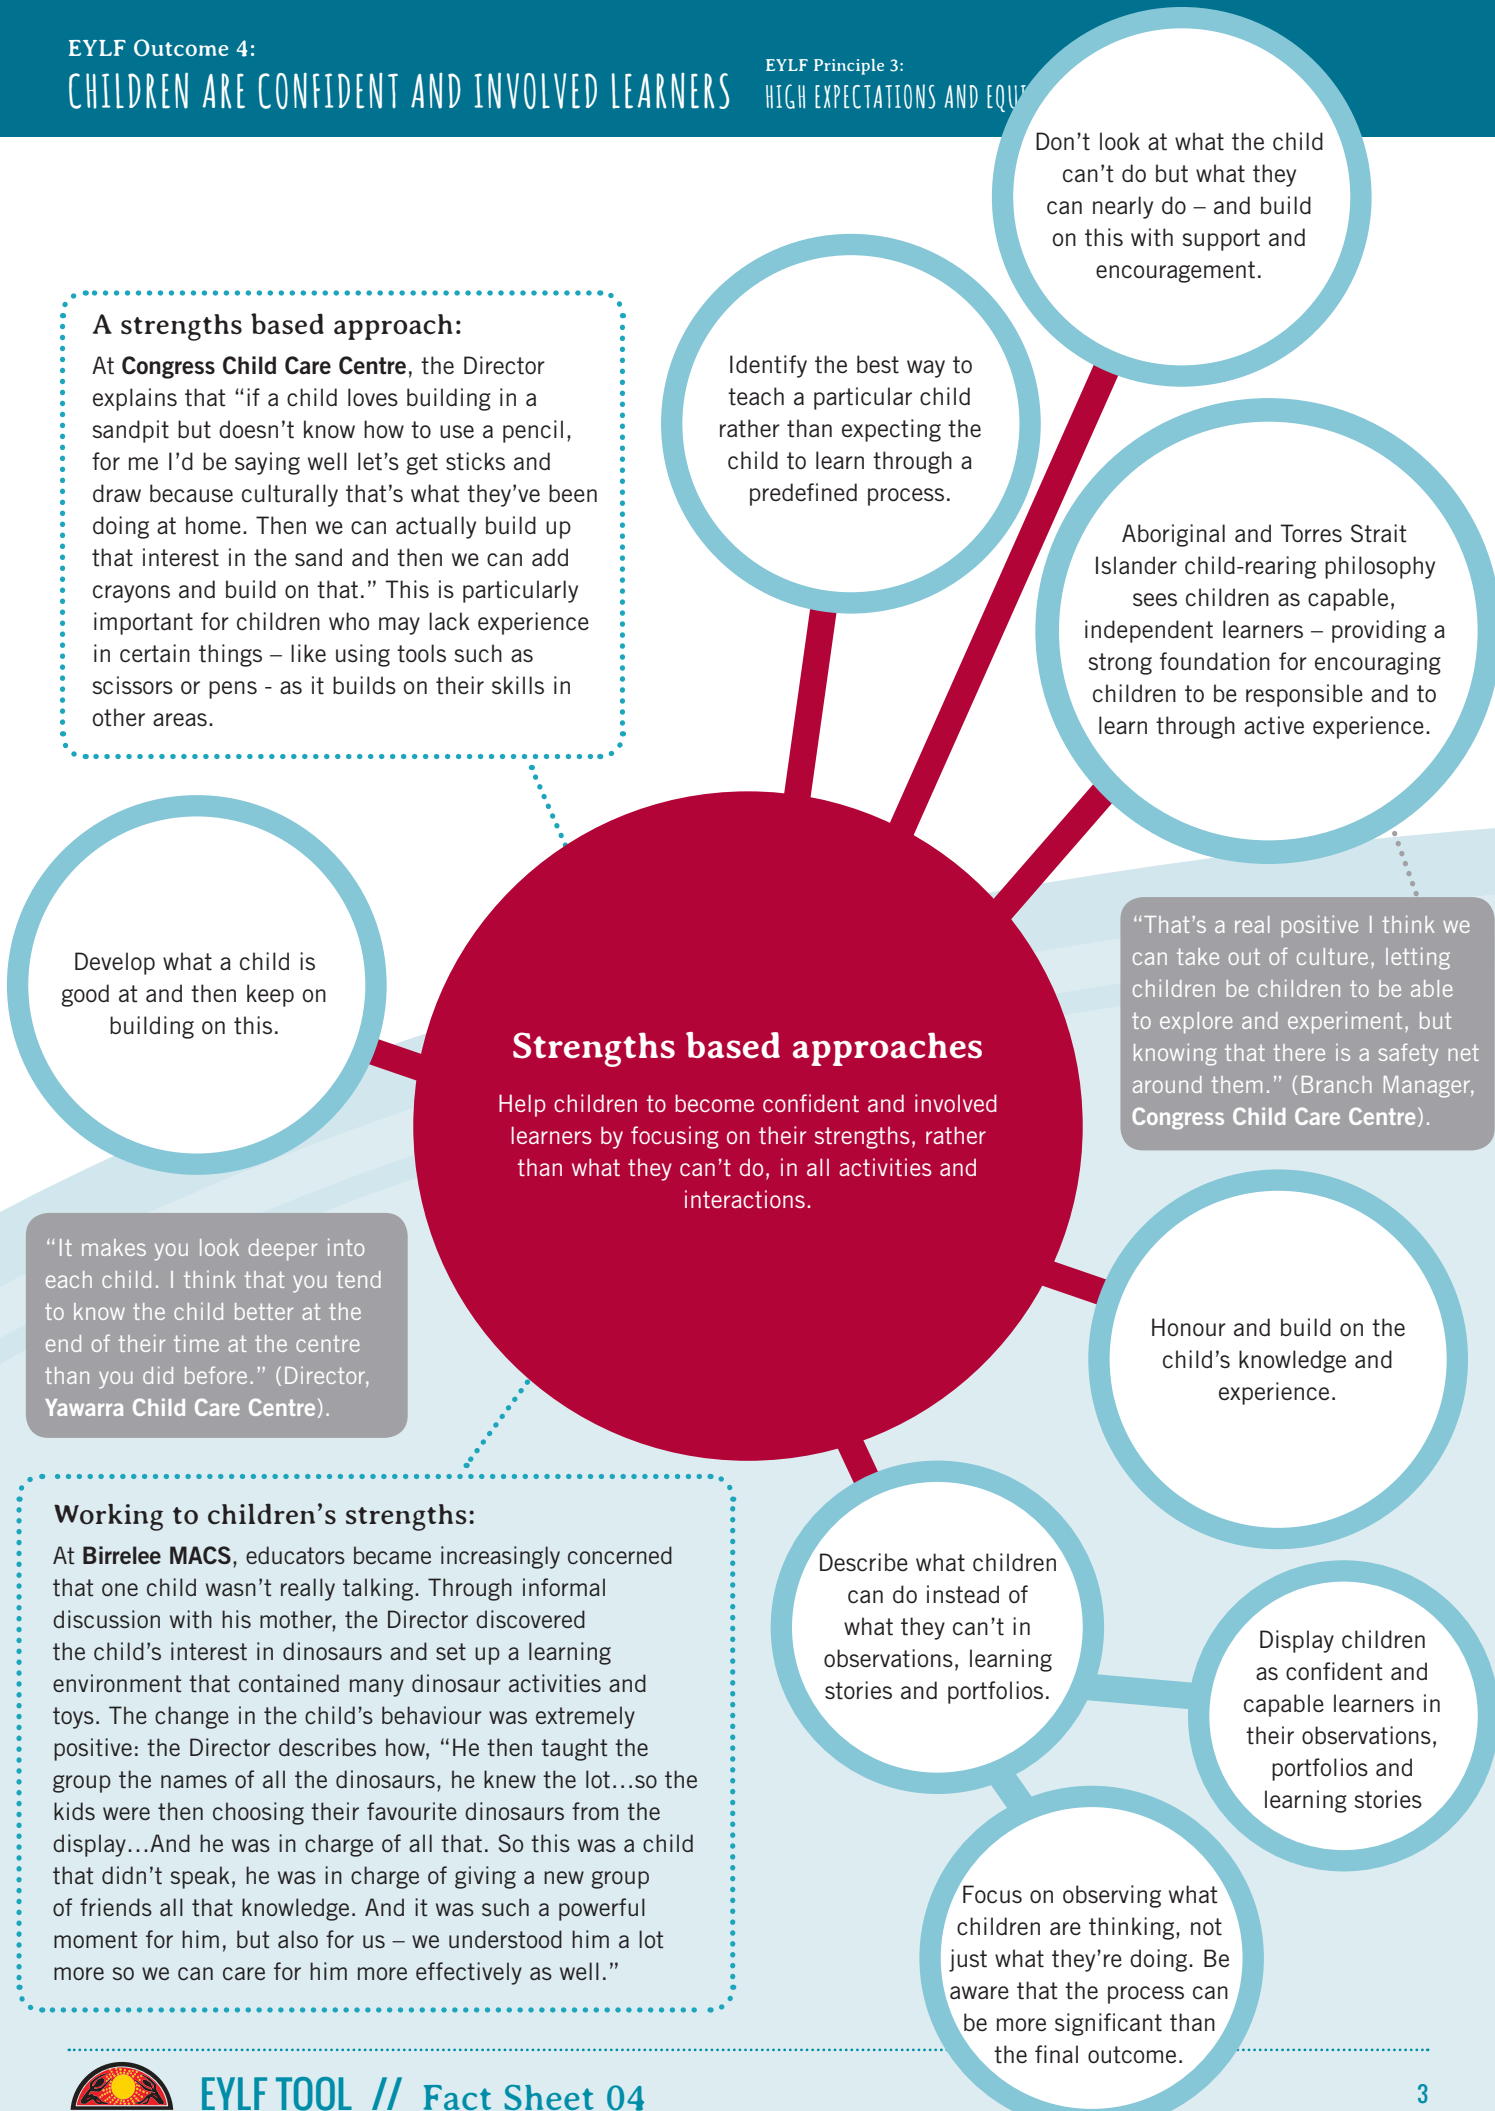 EYLF Outcome 4:
CHILDREN ARE CONFIDENT AND INVOLVED LEARNERS
EYLF Principle 3:
HIGH EXPECTATIONS AND
Don’t look at what the child
can’t do but what they
can nearly do – and build
on this with support and
encouragement.
Identify the best way to
teach a particular child
rather than expecting the
child to learn through a
predefined process.
A strengths based approach:
At Congress Child Care Centre, the Director
explains that “if a child loves building in a
sandpit but doesn’t know how to use a pencil,
for me I’d be saying well let’s get sticks and
draw because culturally that’s what they’ve been
doing at home. Then we can actually build up
that interest in the sand and then we can add
crayons and build on that.” This is particularly
important for children who may lack experience
in certain things – like using tools such as
scissors or pens - as it builds on their skills in
other areas.
Aboriginal and Torres Strait
Islander child-rearing philosophy
sees children as capable,
independent learners – providing a
strong foundation for encouraging
children to be responsible and to
learn through active experience.
“That’s a real positive I think we
can take out of culture, letting
children be children to be able
to explore and experiment, but
knowing that there is a safety net
around them.” (Branch Manager,
Congress Child Care Centre).
Develop what a child is
good at and then keep on
building on this.
Strengths based approaches
Help children to become confident and involved
learners by focusing on their strengths, rather
than what they can’t do, in all activities and
interactions.
“It makes you look deeper into
each child. I think that you tend
to know the child better at the
end of their time at the centre
than you did before.” (Director,
Yawarra Child Care Centre).
Honour and build on the
child’s knowledge and
experience.
Working to children’s strengths:
At Birrelee MACS, educators became increasingly concerned
that one child wasn’t really talking. Through informal
discussion with his mother, the Director discovered
the child’s interest in dinosaurs and set up a learning
environment that contained many dinosaur activities and
toys. The change in the child’s behaviour was extremely
positive: the Director describes how, “He then taught the
group the names of all the dinosaurs, he knew the lot…so the
kids were then choosing their favourite dinosaurs from the
display…And he was in charge of all that. So this was a child
that didn’t speak, he was in charge of giving a new group
of friends all that knowledge. And it was such a powerful
moment for him, but also for us – we understood him a lot
more so we can care for him more effectively as well.”
Describe what children
can do instead of
what they can’t in
observations, learning
stories and portfolios.
Display children
as confident and
capable learners in
their observations,
portfolios and
learning stories
Focus on observing what
children are thinking, not
just what they’re doing. Be
aware that the process can
be more significant than
the final outcome.
EYLF TOOL // Fact Sheet 04
3